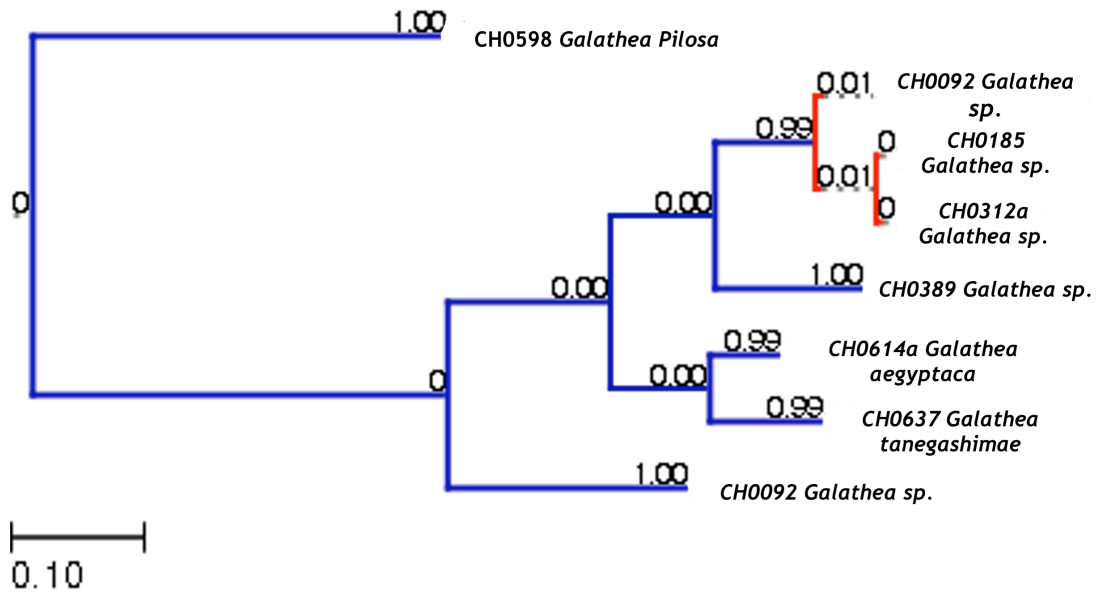 1.00
CH0598 Galathea Pilosa
0.01
CH0092 Galathea
sp.
0.99
0
CH0185
Galathea sp.
0.01
0
CH0312a
Galathea sp.
0
0.00
1.00
CH0389 Galathea sp.
0.00
0.99
CH0614a Galathea
aegyptaca
0
0.00
0.99
CH0637 Galathea
tanegashimae
1.00
CH0092 Galathea sp.
0.10